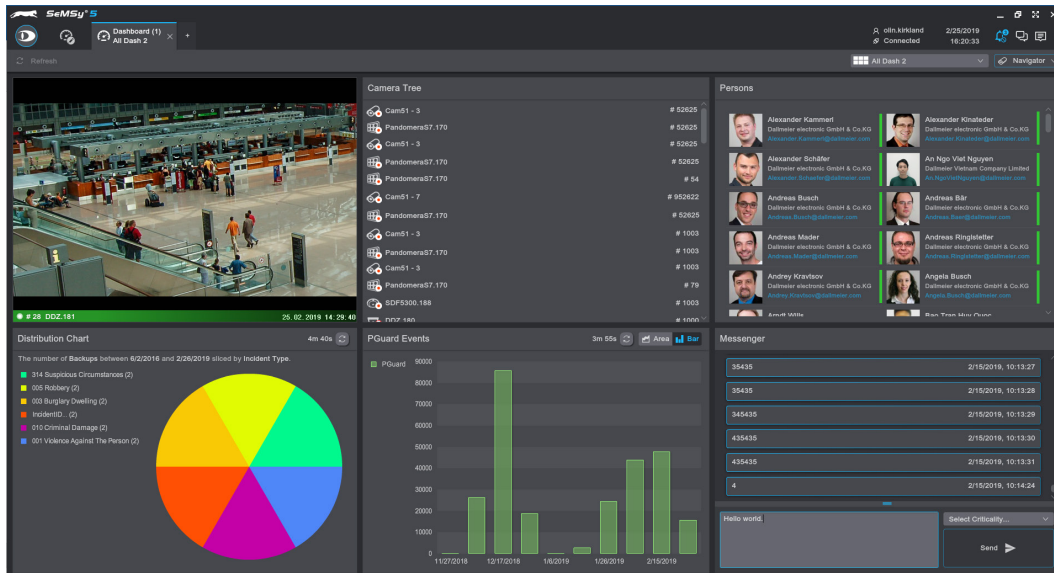 SeMSy® 5
Dashboard (1)
All Dash 2
olin.kirkland
Connected
2/25/2019
16:20:33
Refresh
All Dash 2
Navigator
# 28 DDZ.181
25.02.2019 14:29:40
Camera Tree
Cam51 - 3 # 52625
PandomeraS7.170 # 52625
Cam51 - 3 # 52625
PandomeraS7.170 # 52625
PandomeraS7.170 # 54
Cam51 - 7 # 952622
PandomeraS7.170 # 52625
Cam51 - 3 # 1003
PandomeraS7.170 # 1003
Cam51 - 3 # 1003
PandomeraS7.170 # 79
SDF5300.188 # 1003
DDZ.180 # 1000
Persons
Alexander Kammerl
Dallmeier electronic GmbH & Co.KG
Alexander.Kammerl@dallmeier.com
Alexander Kinateder
Dallmeier electronic GmbH & Co.KG
Alexander.Kinateder@dallmeier.com
Alexander Schäfer
Dallmeier electronic GmbH & Co.KG
Alexander.Schaefer@dallmeier.com
An Ngo Viet Nguyen
Dallmeier Vietnam Company Limited
An.NgoVietNguyen@dallmeier.com
Andreas Busch
Dallmeier electronic GmbH & Co.KG
Andreas.Busch@dallmeier.com
Andreas Bär
Dallmeier electronic GmbH & Co.KG
Andreas.Baer@dallmeier.com
Andreas Mader
Dallmeier electronic GmbH & Co.KG
Andreas.Mader@dallmeier.com
Andreas Ringlstetter
Dallmeier electronic GmbH & Co.KG
Andreas.Ringlstetter@dallmeier.com
Andrey Kravtsov
Dallmeier electronic GmbH & Co.KG
Andrey.Kravtsov@dallmeier.com
Angela Busch
Dallmeier electronic GmbH & Co.KG
Angela.Busch@dallmeier.com
Arndt Wills
Bao Tran Huu Quoc
Distribution Chart
4m 40s
The number of Backups between 6/2/2016 and 2/26/2019 sliced by Incident Type.
314 Suspicious Circumstances (2)
005 Robbery (2)
003 Burglary Dwelling (2)
IncidentID... (2)
010 Criminal Damage (2)
001 Violence Against The Person (2)
PGuard Events
3m 55s
Area
Bar
PGuard
90000
80000
70000
60000
50000
40000
30000
20000
10000
0
11/27/2018 12/17/2018 1/6/2019 1/26/2019 2/15/2019
Messenger
35435 2/15/2019, 10:13:27
35435 2/15/2019, 10:13:28
345435 2/15/2019, 10:13:29
435435 2/15/2019, 10:13:30
435435 2/15/2019, 10:13:31
4 2/15/2019, 10:14:24
Hello world.
Select Criticality...
Send